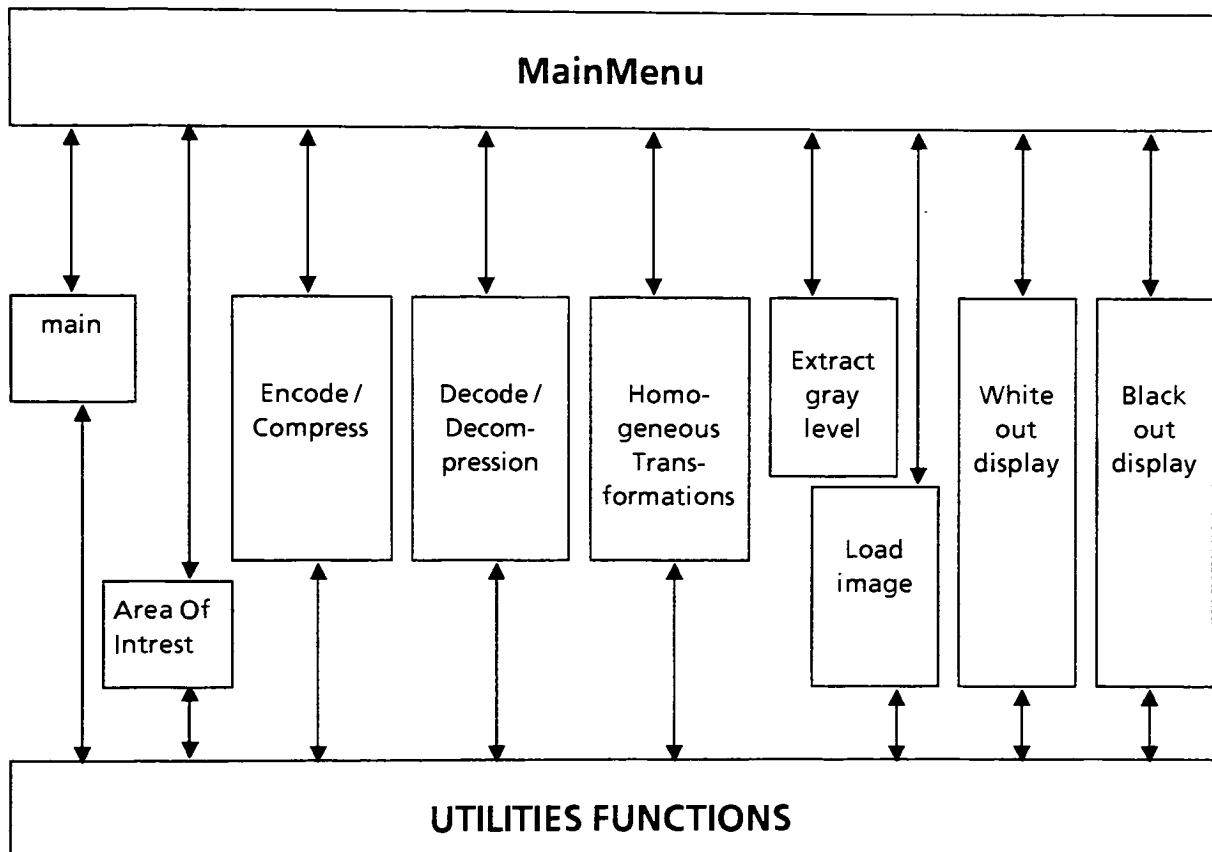 MainMenu
main
Area Of
Intrest
Encode /
Compress
Decode /
Decom-
pression
Homo-
geneous
Trans-
formations
Extract
gray
level
Load
image
White
out
display
Black
out
display
UTILITIES FUNCTIONS